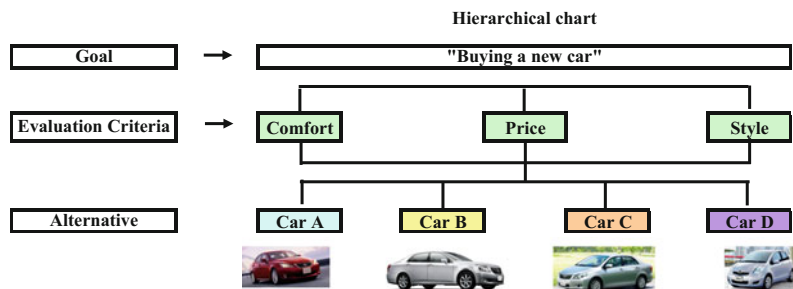 Hierarchical chart
Goal
"Buying a new car"
Evaluation Criteria
Comfort
Price
Style
Alternative
Car A
Car B
Car C
Car D